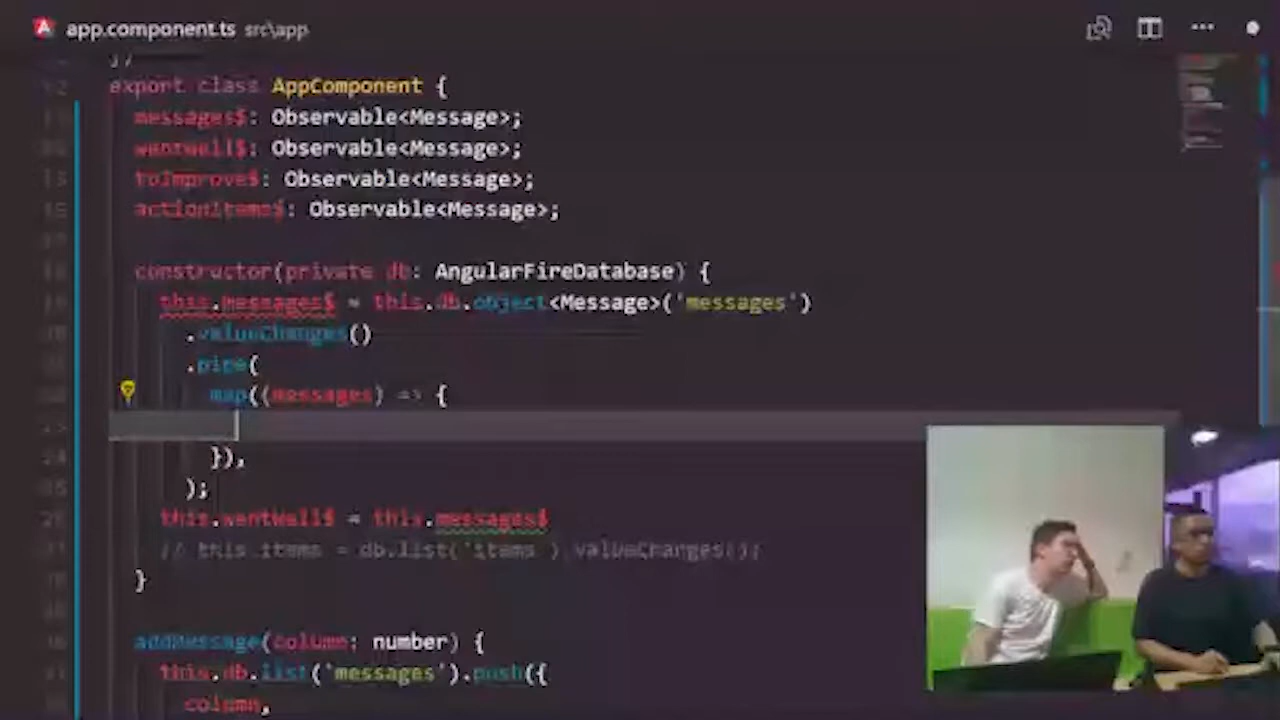 app.component.ts src\app
export class AppComponent {
messages$: Observable<Message>;
wentWell$: Observable<Message>;
toImprove$: Observable<Message>;
actionItems$: Observable<Message>;
constructor(private db: AngularFireDatabase) {
this.messages$ = this.db.object<Message>('messages')
.valueChanges()
.pipe(
map((messages) => {
}),
);
this.wentWell$ = this.messages$
// this.items = db.list('items').valueChanges();
}
addMessage(column: number) {
this.db.list('messages').push({
column,